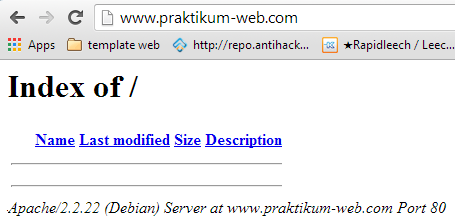 www.praktikum-web.com
Apps template web http://repo.antihack... ★Rapidleech / Leec...
Index of /
Name Last modified Size Description
Apache/2.2.22 (Debian) Server at www.praktikum-web.com Port 80